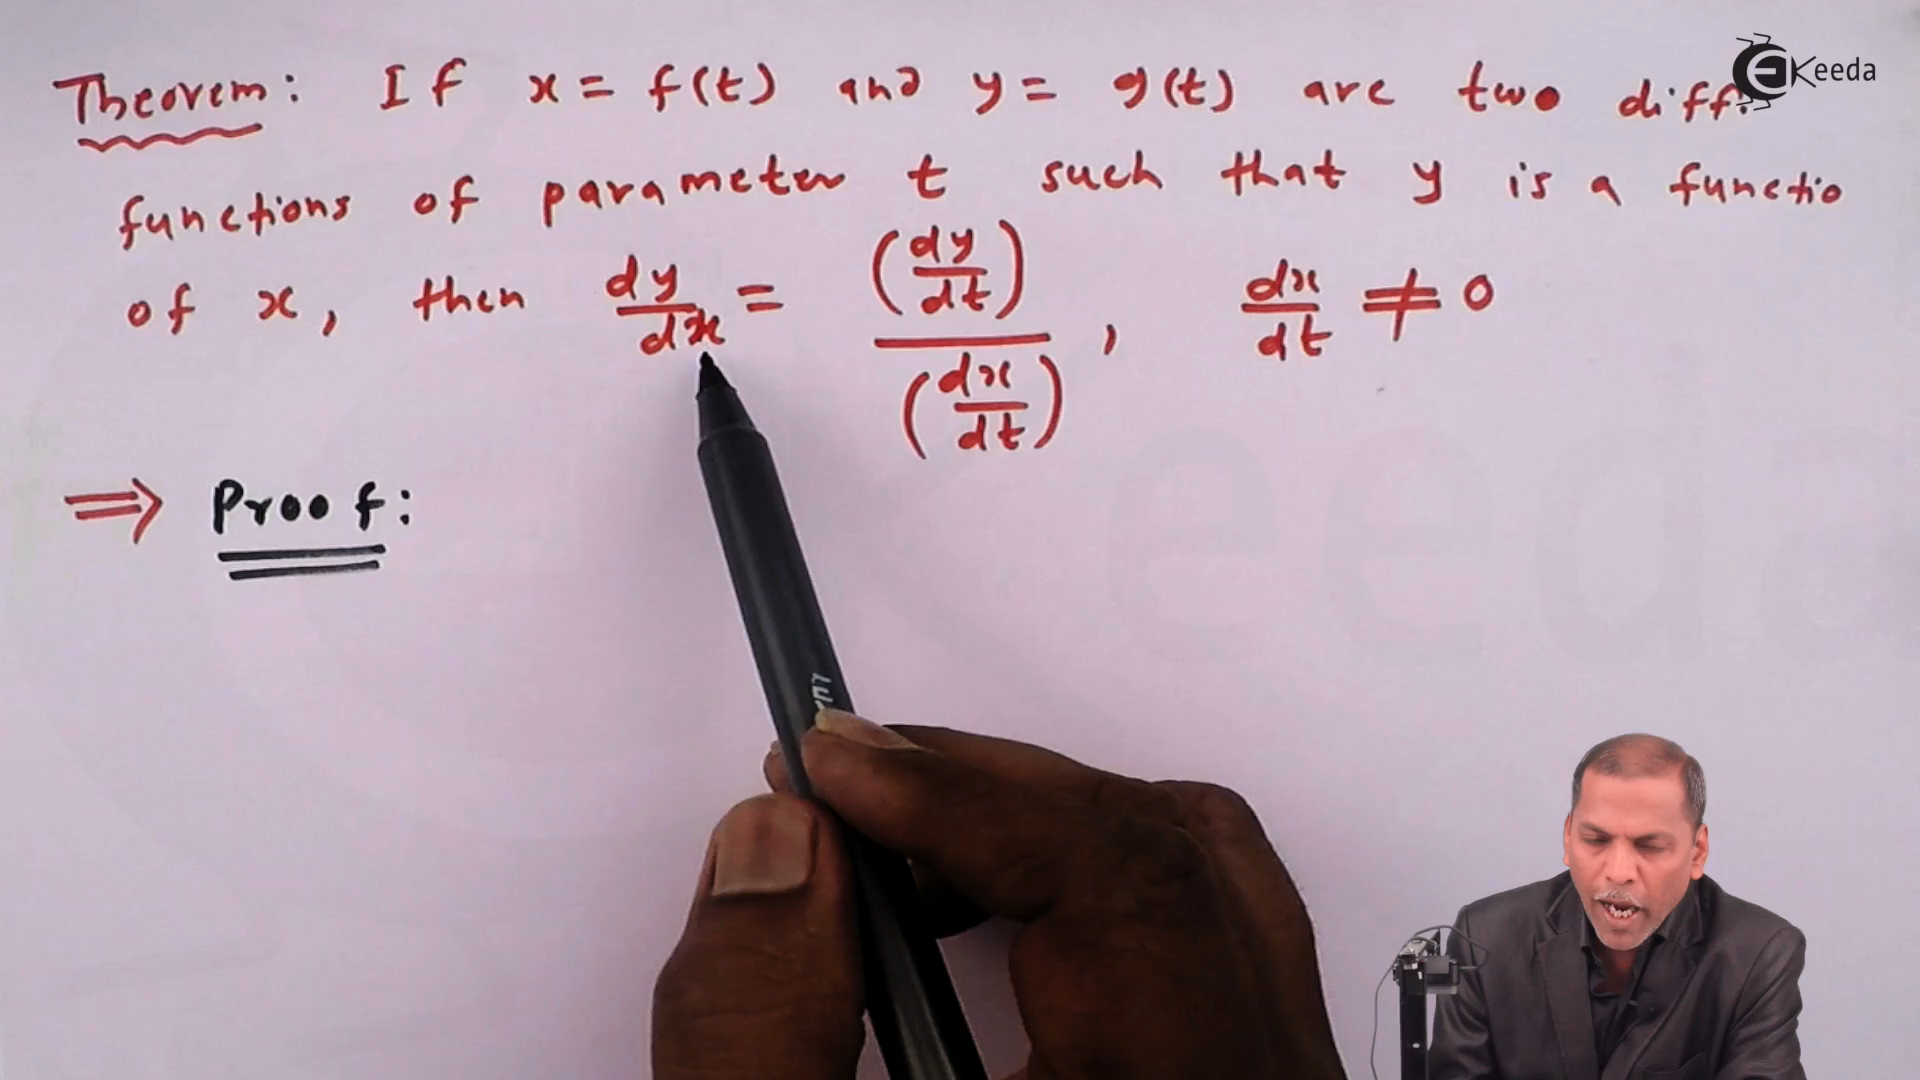 Theorem: If x = f(t) and y = g(t) are two diff.
functions of parameter t such that y is a functio
of x, then dy/dx = (dy/dt)/(dx/dt), dx/dt ≠ 0
⇒ Proof:
Keeda